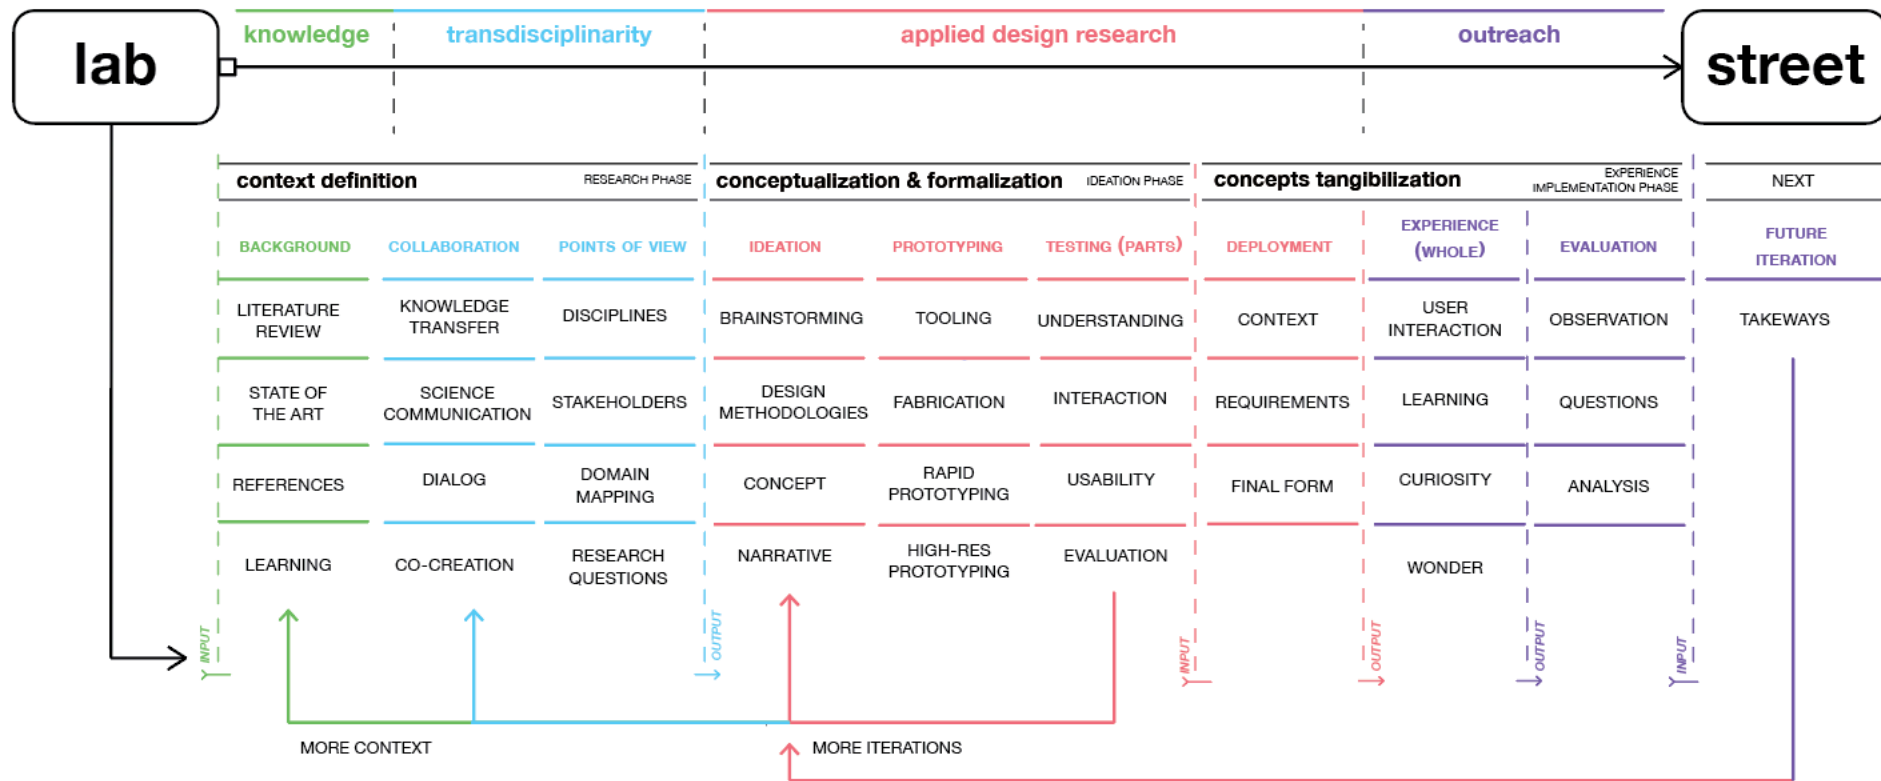 lab
knowledge
transdisciplinarity
applied design research
outreach
street
context definition
RESEARCH PHASE
conceptualization & formalization
IDEATION PHASE
concepts tangibilization
EXPERIENCE
IMPLEMENTATION PHASE
NEXT
BACKGROUND
COLLABORATION
POINTS OF VIEW
IDEATION
PROTOTYPING
TESTING (PARTS)
DEPLOYMENT
EXPERIENCE
(WHOLE)
EVALUATION
FUTURE
ITERATION
LITERATURE
REVIEW
KNOWLEDGE
TRANSFER
DISCIPLINES
BRAINSTORMING
TOOLING
UNDERSTANDING
CONTEXT
USER
INTERACTION
OBSERVATION
TAKEWAYS
STATE OF
THE ART
SCIENCE
COMMUNICATION
STAKEHOLDERS
DESIGN
METHODOLOGIES
FABRICATION
INTERACTION
REQUIREMENTS
LEARNING
QUESTIONS
REFERENCES
DIALOG
DOMAIN
MAPPING
CONCEPT
RAPID
PROTOTYPING
USABILITY
FINAL FORM
CURIOSITY
ANALYSIS
LEARNING
CO-CREATION
RESEARCH
QUESTIONS
NARRATIVE
HIGH-RES
PROTOTYPING
EVALUATION
WONDER
INPUT
OUTPUT
INPUT
OUTPUT
OUTPUT
INPUT
MORE CONTEXT
MORE ITERATIONS